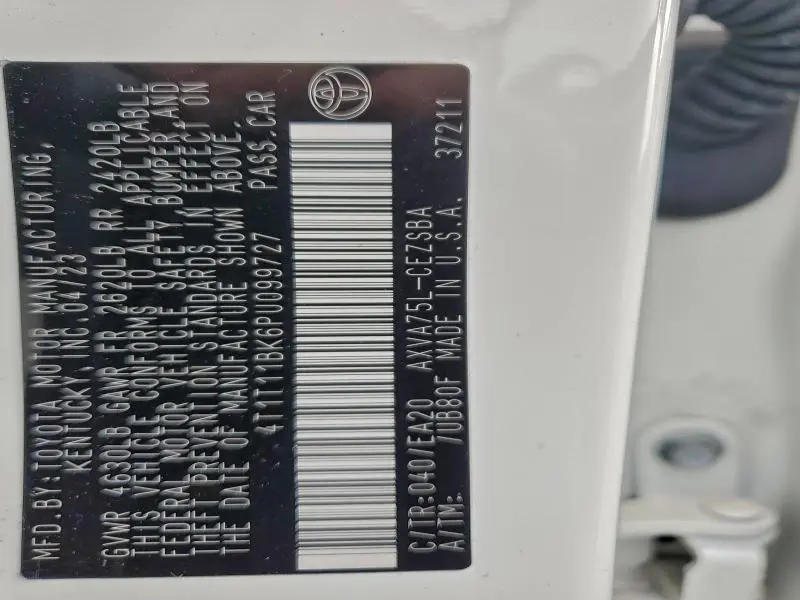 MFD.BY:TOYOTA MOTOR MANUFACTURING,
KENTUCKY, INC.04/23
GVWR 4630LB GAWR FR 2620LB RR 2420LB
THIS VEHICLE CONFORMS TO ALL APPLICABLE
FEDERAL MOTOR VEHICLE SAFETY, BUMPER,AND
THEFT PREVENTION STANDARDS IN EFFECT ON
THE DATE OF MANUFACTURE SHOWN ABOVE.
4T1T11BK6PU099727 PASS.CAR
C/TR:040/EA20 AXVA75L-CEZSBA
A/TM: /UB80F MADE IN U.S.A. 37211